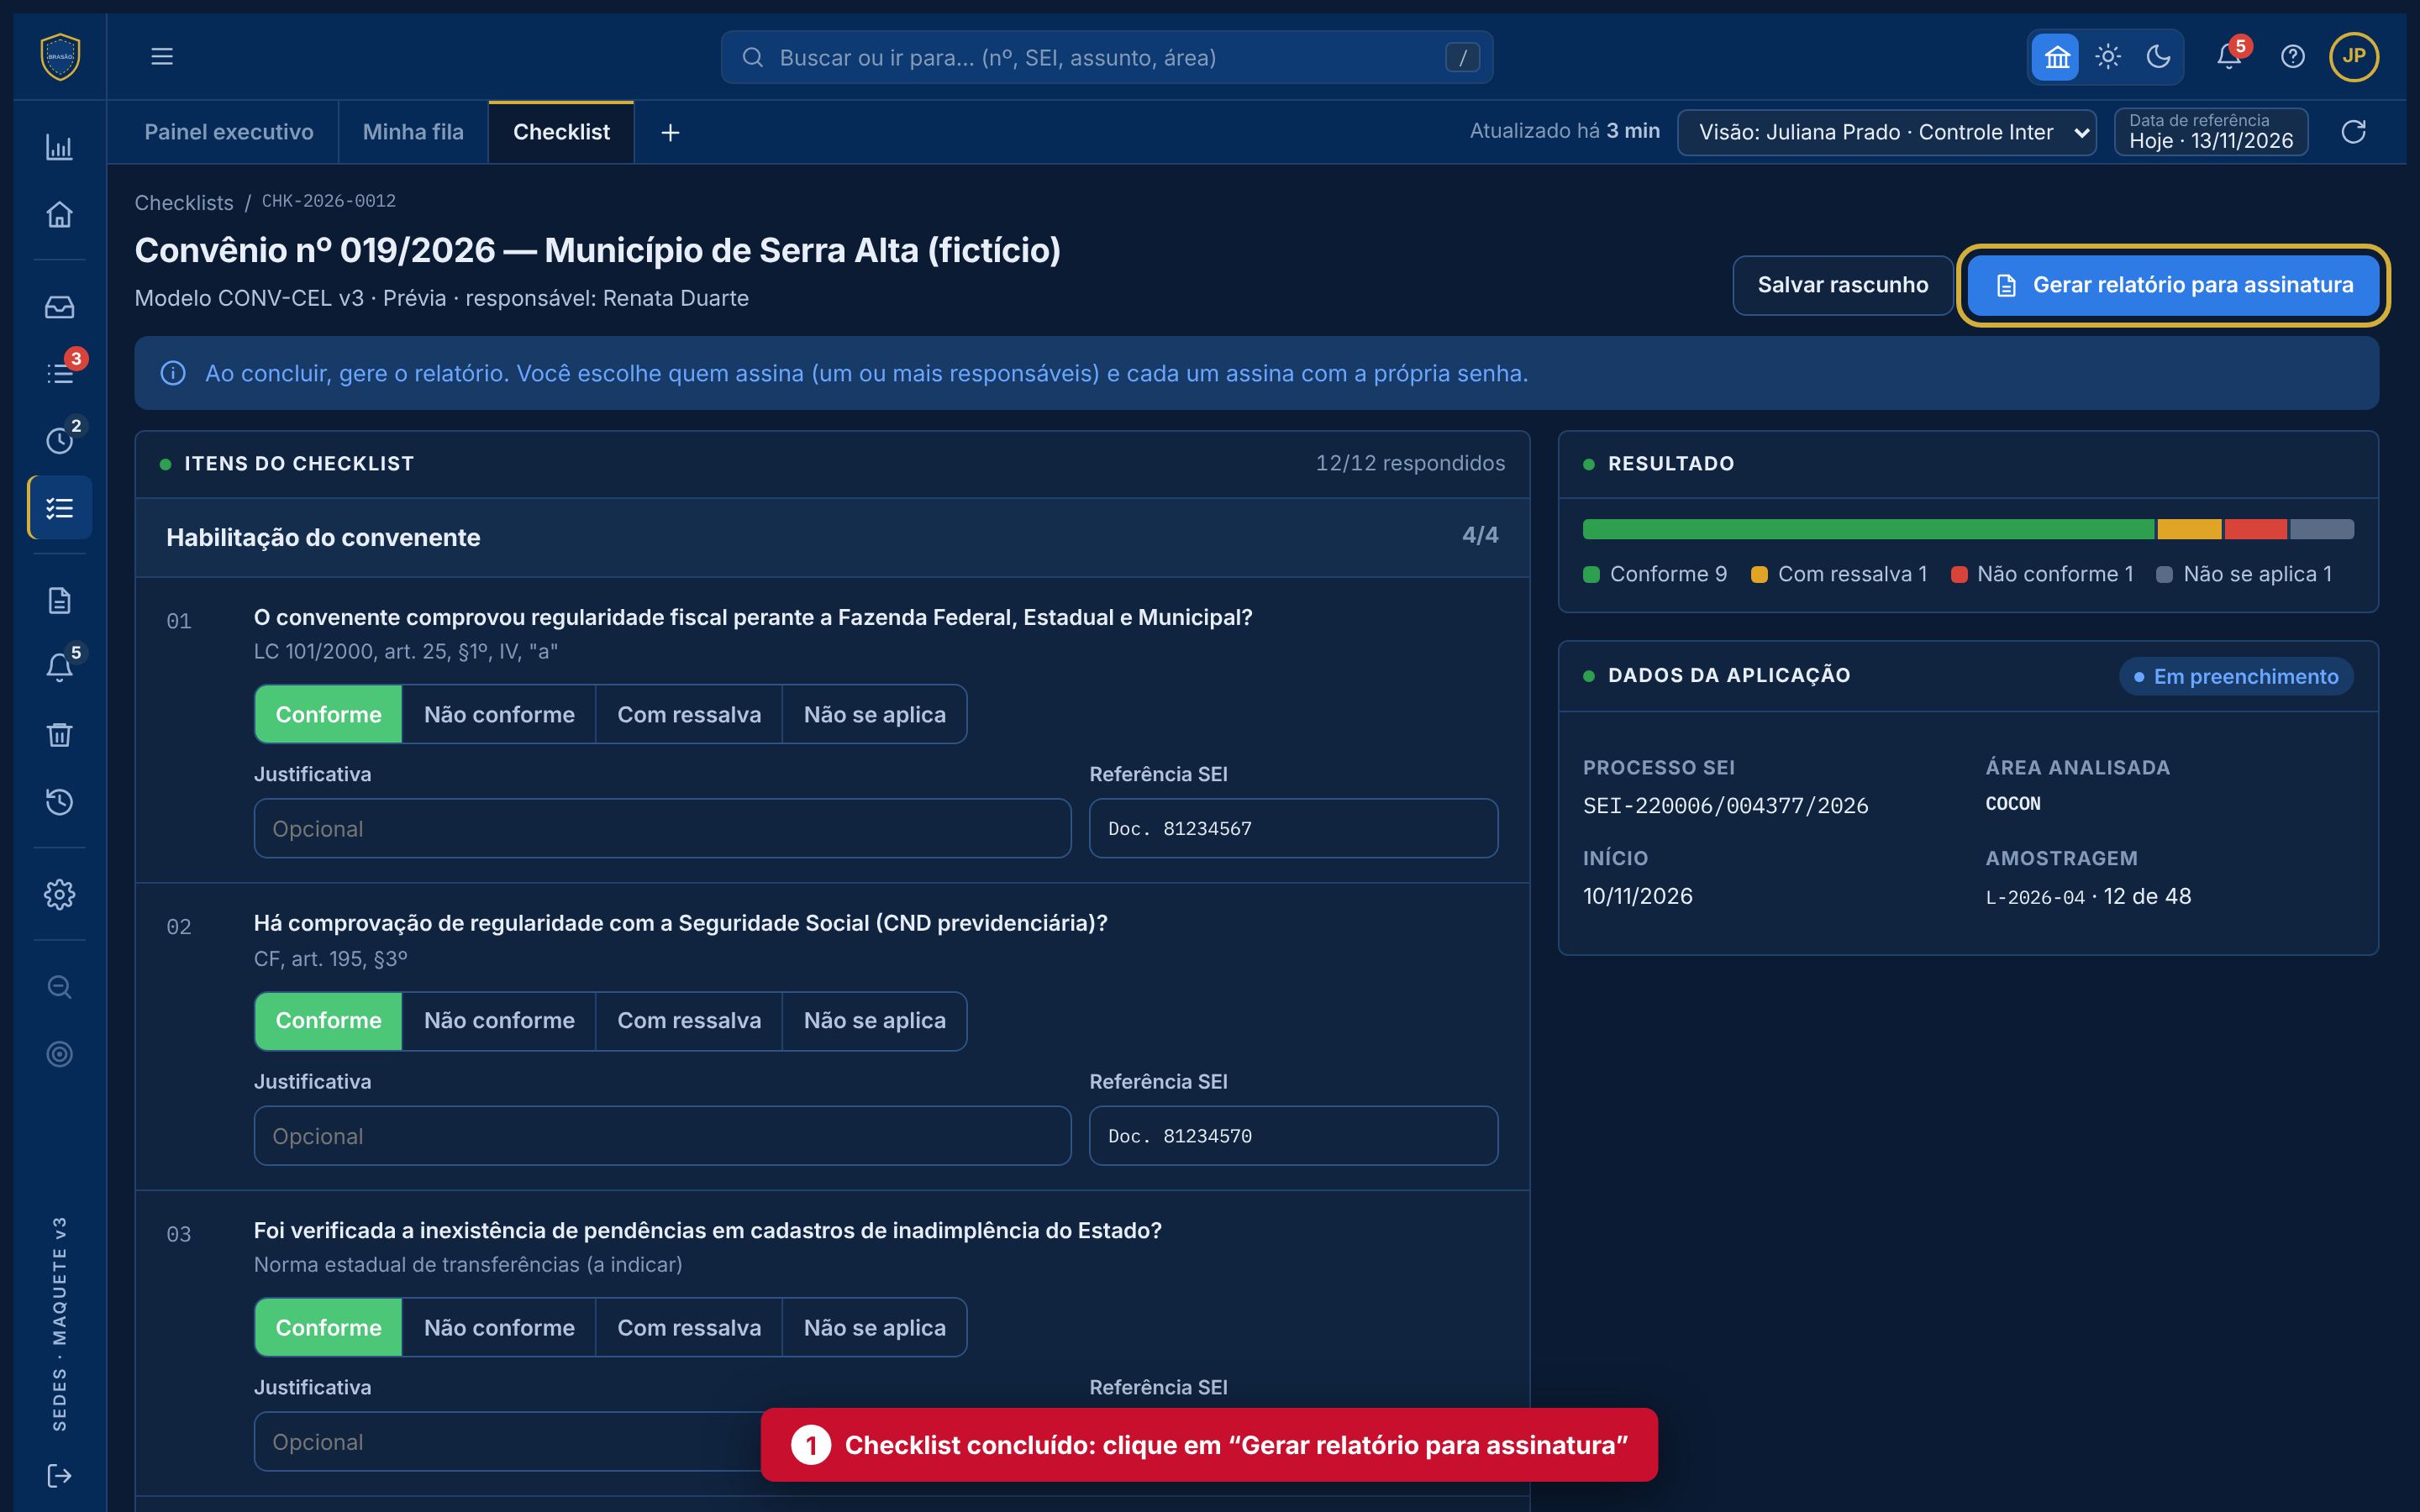 BRASÃO
Buscar ou ir para... (nº, SEI, assunto, área)
/
5
JP
Painel executivo
Minha fila
Checklist
+
Atualizado há 3 min
Visão: Juliana Prado · Controle Inter
Data de referência
Hoje · 13/11/2026
Checklists / CHK-2026-0012
Convênio nº 019/2026 — Município de Serra Alta (fictício)
Modelo CONV-CEL v3 · Prévia · responsável: Renata Duarte
Salvar rascunho
Gerar relatório para assinatura
3
2
5
SEDES · MAQUETE v3
Ao concluir, gere o relatório. Você escolhe quem assina (um ou mais responsáveis) e cada um assina com a própria senha.
ITENS DO CHECKLIST
12/12 respondidos
Habilitação do convenente
4/4
01
O convenente comprovou regularidade fiscal perante a Fazenda Federal, Estadual e Municipal?
LC 101/2000, art. 25, §1º, IV, "a"
Conforme Não conforme Com ressalva Não se aplica
Justificativa Referência SEI
Opcional Doc. 81234567
02
Há comprovação de regularidade com a Seguridade Social (CND previdenciária)?
CF, art. 195, §3º
Conforme Não conforme Com ressalva Não se aplica
Justificativa Referência SEI
Opcional Doc. 81234570
03
Foi verificada a inexistência de pendências em cadastros de inadimplência do Estado?
Norma estadual de transferências (a indicar)
Conforme Não conforme Com ressalva Não se aplica
Justificativa Referência SEI
Opcional
RESULTADO
Conforme 9 Com ressalva 1 Não conforme 1 Não se aplica 1
DADOS DA APLICAÇÃO
Em preenchimento
PROCESSO SEI
SEI-220006/004377/2026
ÁREA ANALISADA
COCON
INÍCIO
10/11/2026
AMOSTRAGEM
L-2026-04 · 12 de 48
1 Checklist concluído: clique em “Gerar relatório para assinatura”